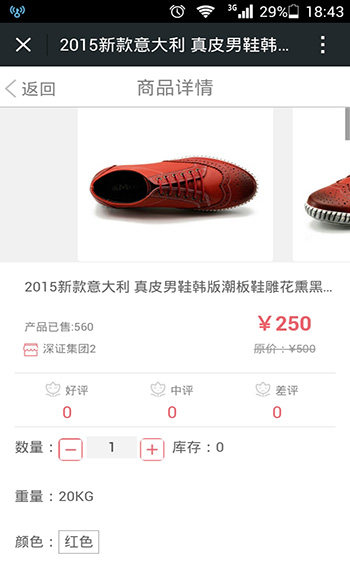 3G 29% 18:43
2015新款意大利 真皮男鞋韩...
返回 商品详情
2015新款意大利 真皮男鞋韩版潮板鞋雕花熏黑...
产品已售:560 ￥250
深证集团2 原价:￥500
好评 中评 差评
0 0 0
数量: − 1 + 库存:0
重量:20KG
颜色: 红色